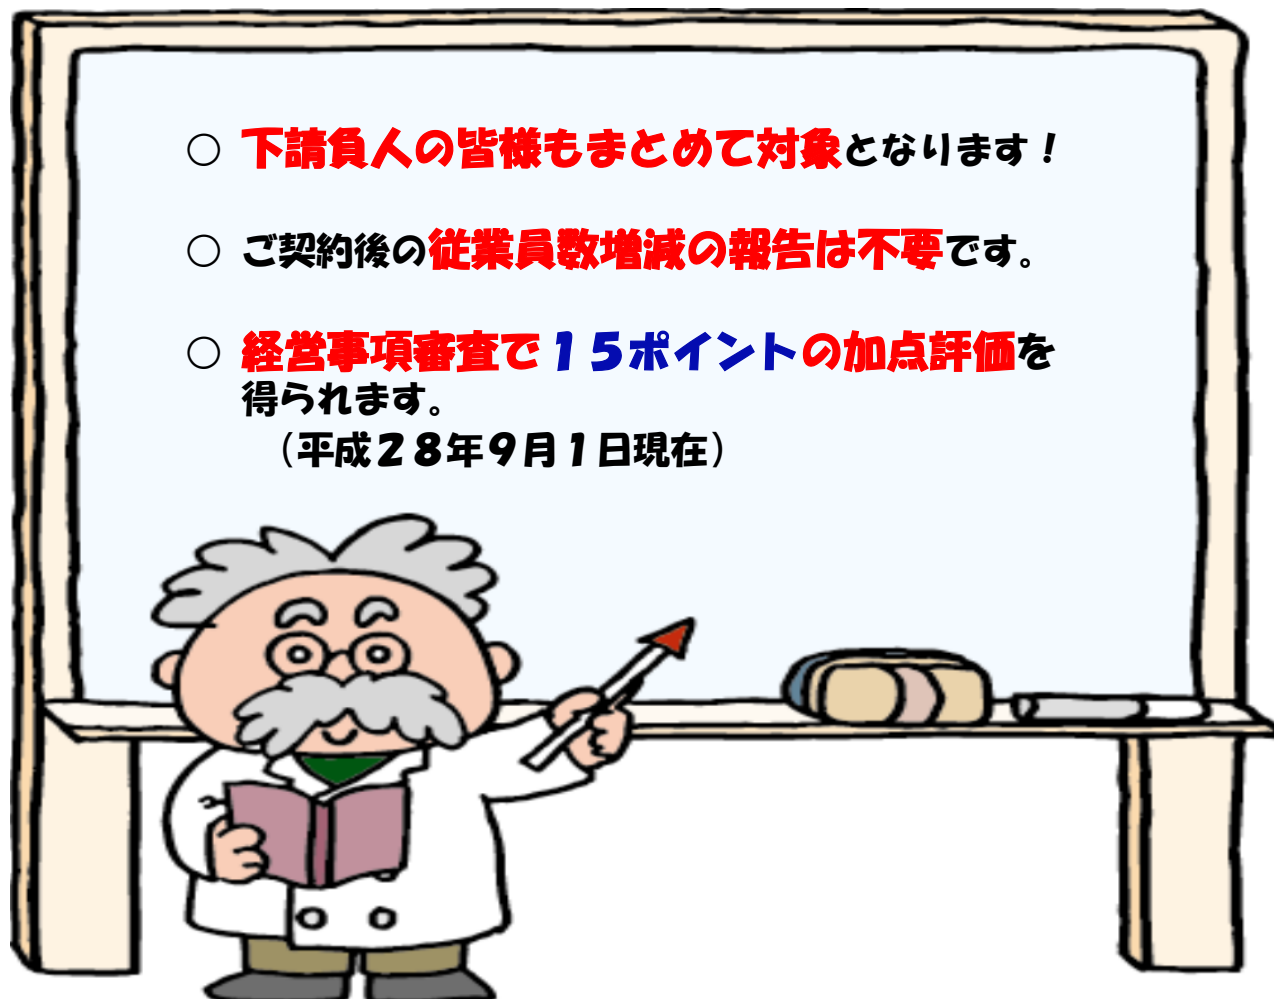 ○ 下請負人の皆様もまとめて対象となります！
○ ご契約後の従業員数増減の報告は不要です。
○ 経営事項審査で１５ポイントの加点評価を
得られます。
（平成２８年９月１日現在）